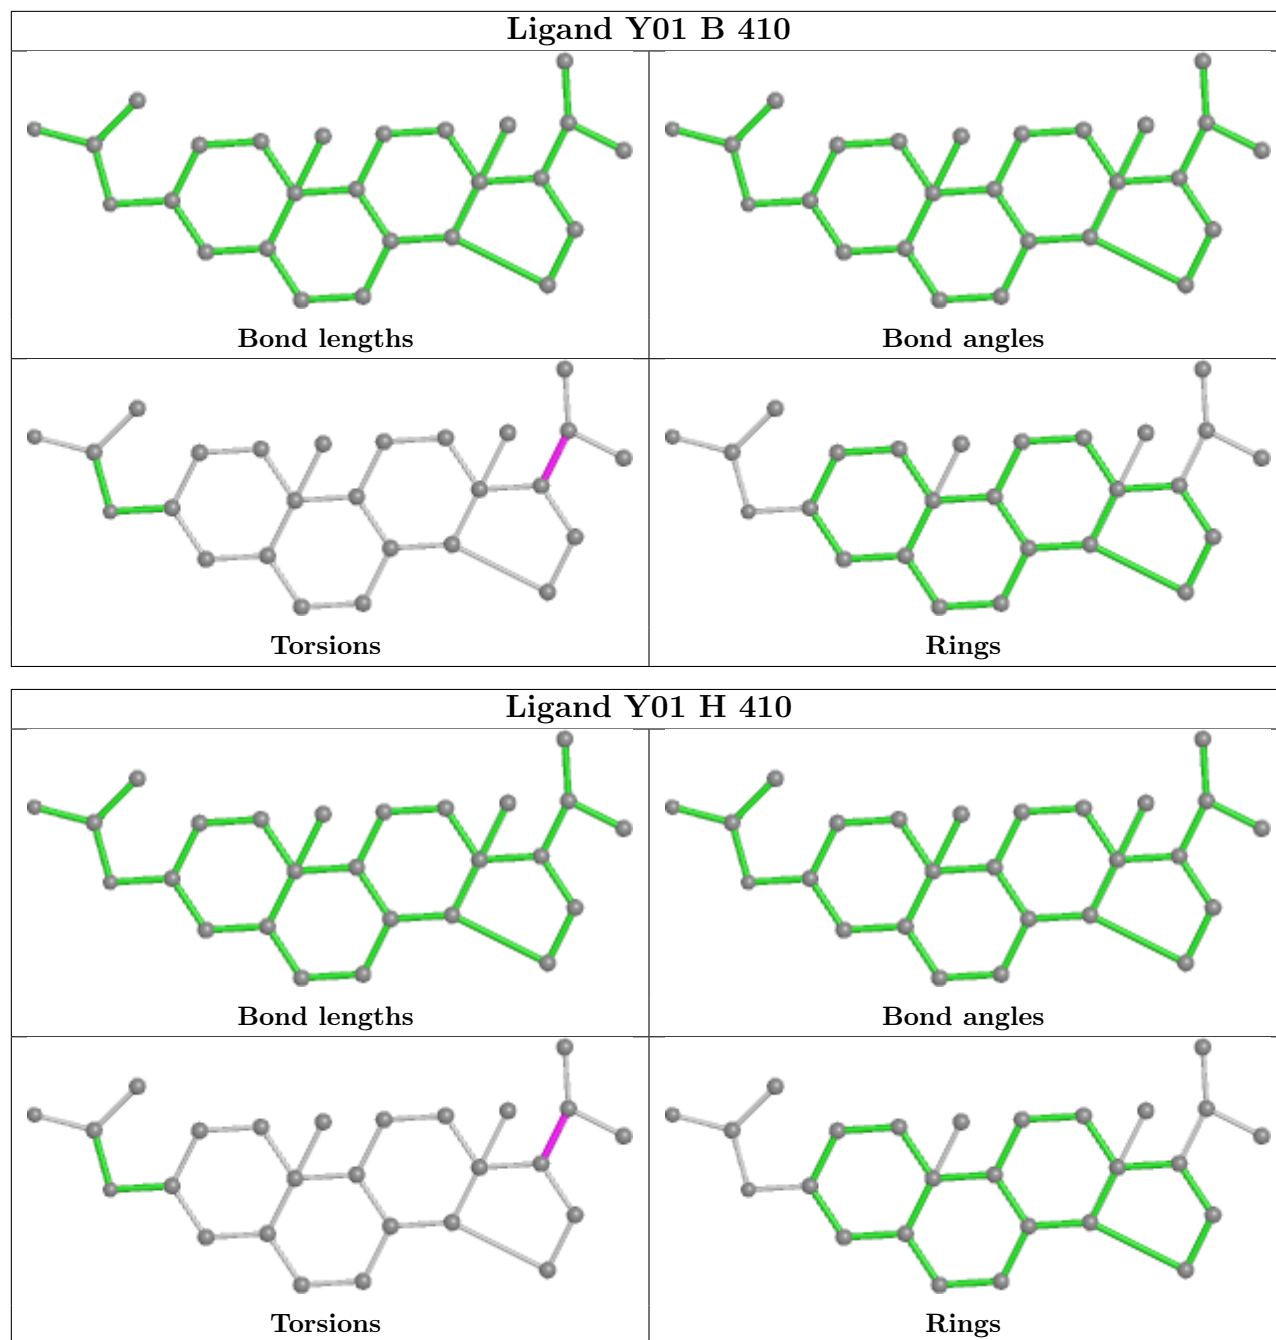 Ligand Y01 B 410
Bond lengths
Bond angles
Torsions
Rings
Ligand Y01 H 410
Bond lengths
Bond angles
Torsions
Rings